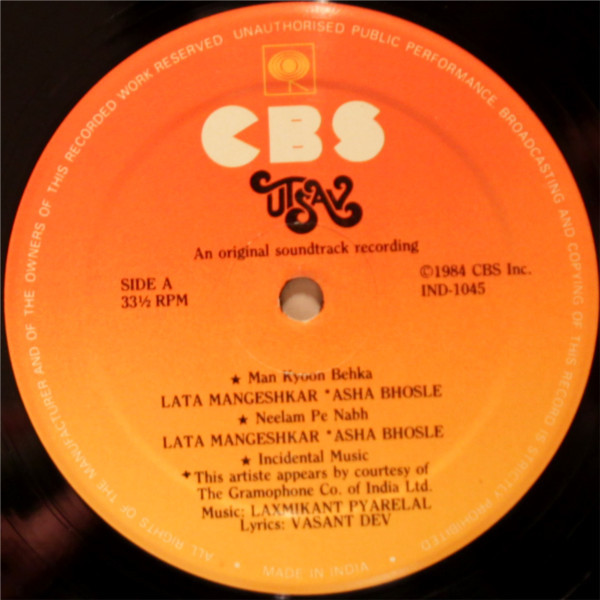 ALL RIGHTS OF THE MANUFACTURER AND OF THE OWNERS OF THIS RECORDED WORK RESERVED UNAUTHORISED PUBLIC PERFORMANCE, BROADCASTING AND COPYING OF THIS RECORD IS STRICTLY PROHIBITED
CBS
UTSAV
An original soundtrack recording
SIDE A
33½ RPM
©1984 CBS Inc.
IND-1045
★ Man Kyoon Behka
LATA MANGESHKAR *ASHA BHOSLE
★ Neelam Pe Nabh
LATA MANGESHKAR *ASHA BHOSLE
★ Incidental Music
*This artiste appears by courtesy of
The Gramophone Co. of India Ltd.
Music: LAXMIKANT PYARELAL
Lyrics: VASANT DEV
• MADE IN INDIA •